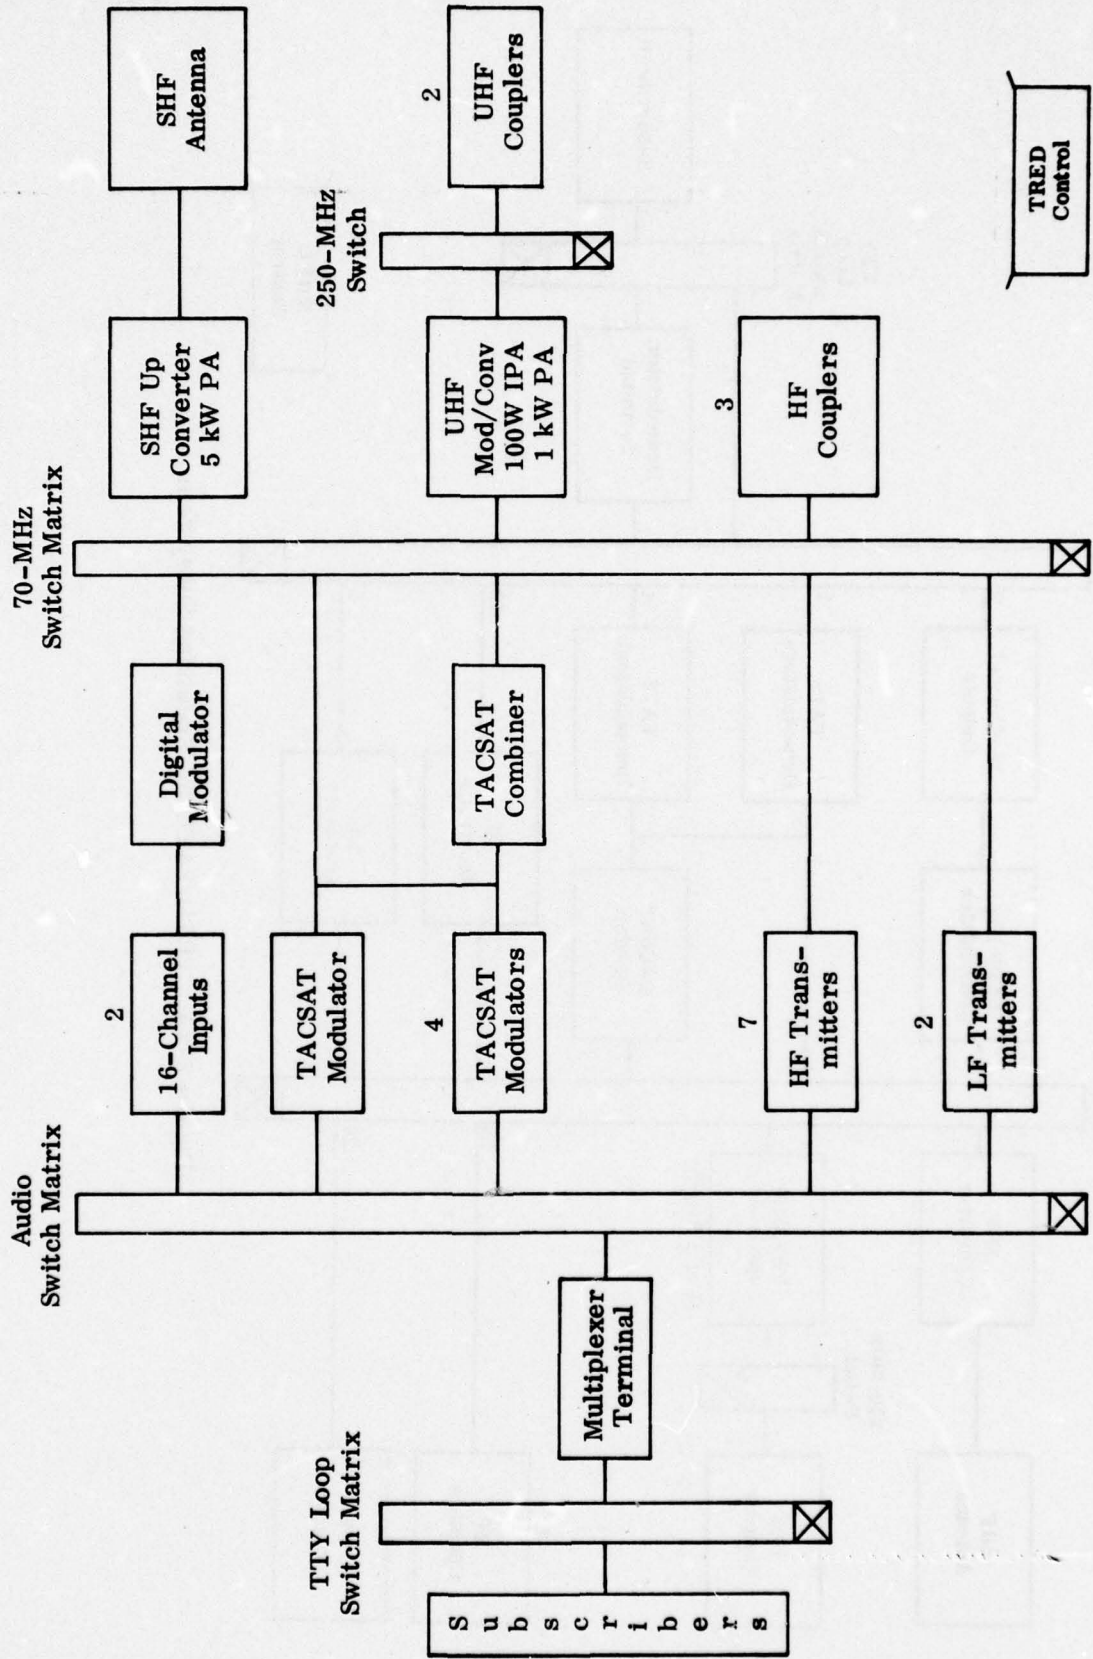 Subscribers
TTY Loop
Switch Matrix
Multiplexer
Terminal
Audio
Switch Matrix
2
16-Channel
Inputs
TACSAT
Modulator
4
TACSAT
Modulators
7
HF Trans-
mitters
2
LF Trans-
mitters
Digital
Modulator
TACSAT
Combiner
70-MHz
Switch Matrix
SHF Up
Converter
5 kW PA
UHF
Mod/Conv
100W IPA
1 kW PA
3
HF
Couplers
250-MHz
Switch
SHF
Antenna
2
UHF
Couplers
TRED
Control